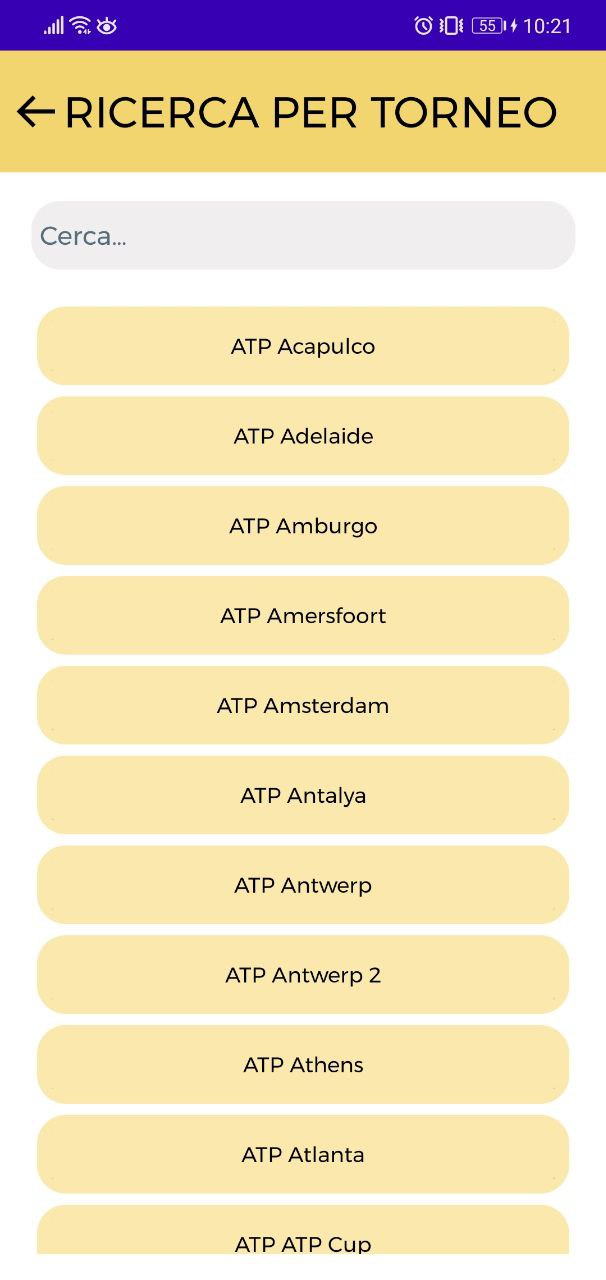 55 10:21
RICERCA PER TORNEO
Cerca...
ATP Acapulco
ATP Adelaide
ATP Amburgo
ATP Amersfoort
ATP Amsterdam
ATP Antalya
ATP Antwerp
ATP Antwerp 2
ATP Athens
ATP Atlanta
ATP ATP Cup